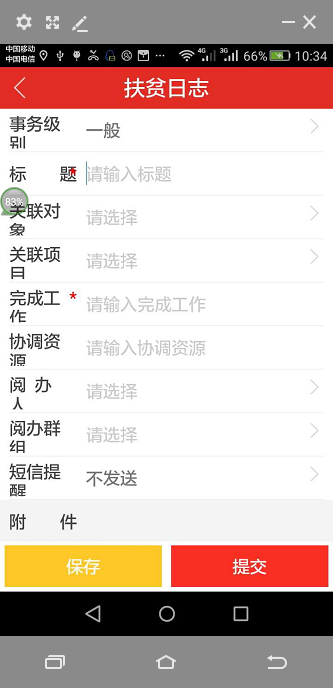 中国移动
中国电信
4G
3G
66%
10:34
扶贫日志
事务级
别
一般
标 题*
请输入标题
83%
关联对
象
请选择
关联项
目
请选择
完成工
作
*
请输入完成工作
协调资
源
请输入协调资源
阅 办
人
请选择
阅办群
组
请选择
短信提
醒
不发送
附 件
保存
提交